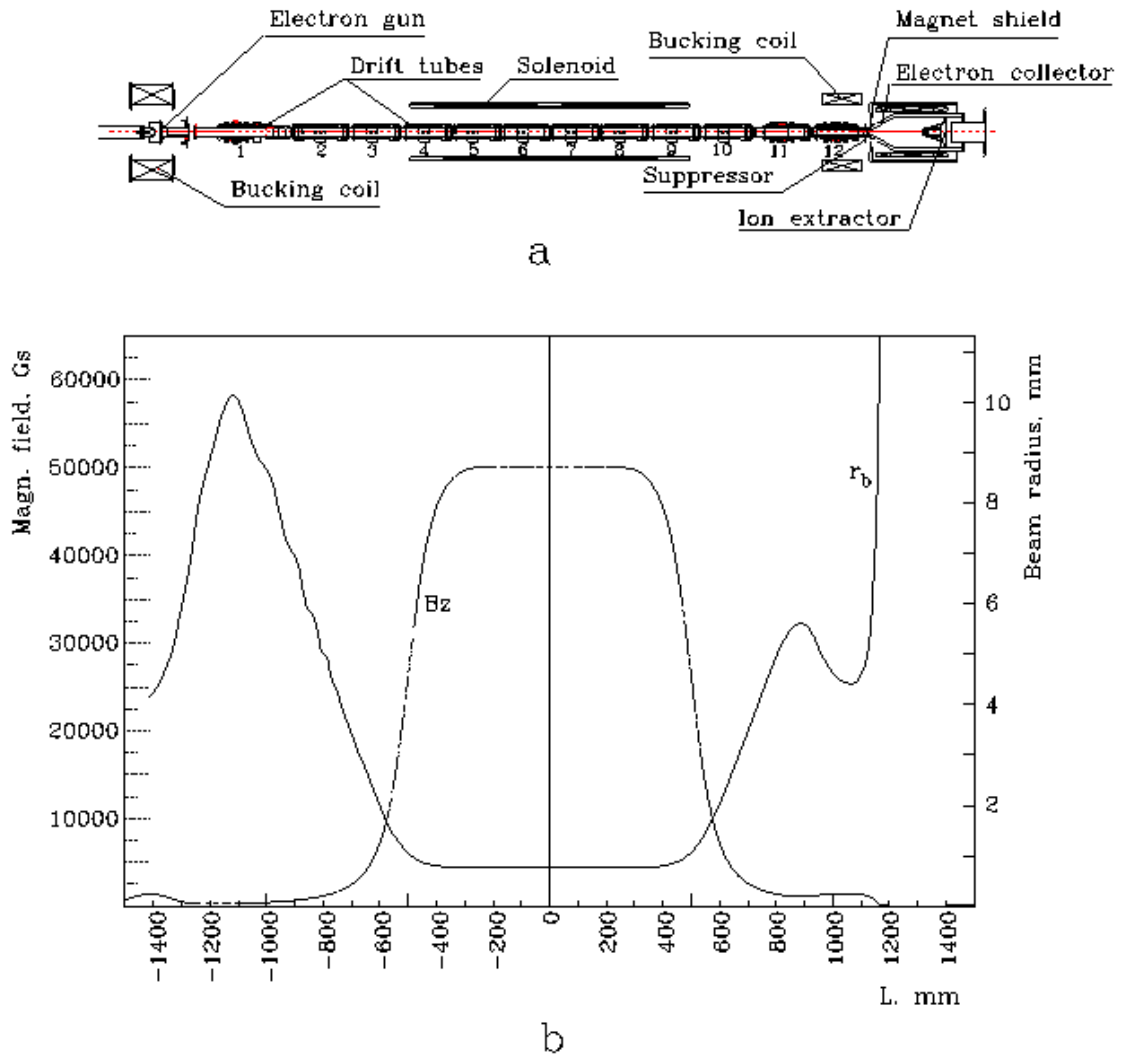 Electron gun
Magnet shield
Bucking coil
Drift tubes
Solenoid
Electron collector
1 2 3 4 5 6 7 8 9 10 11 12
Bucking coil
Suppressor
Ion extractor
a
Magn. field, Gs
60000
50000
40000
30000
20000
10000
Bz
rb
Beam radius, mm
10
8
6
4
2
-1400 -1200 -1000 -800 -600 -400 -200 0 200 400 600 800 1000 1200 1400
L, mm
b